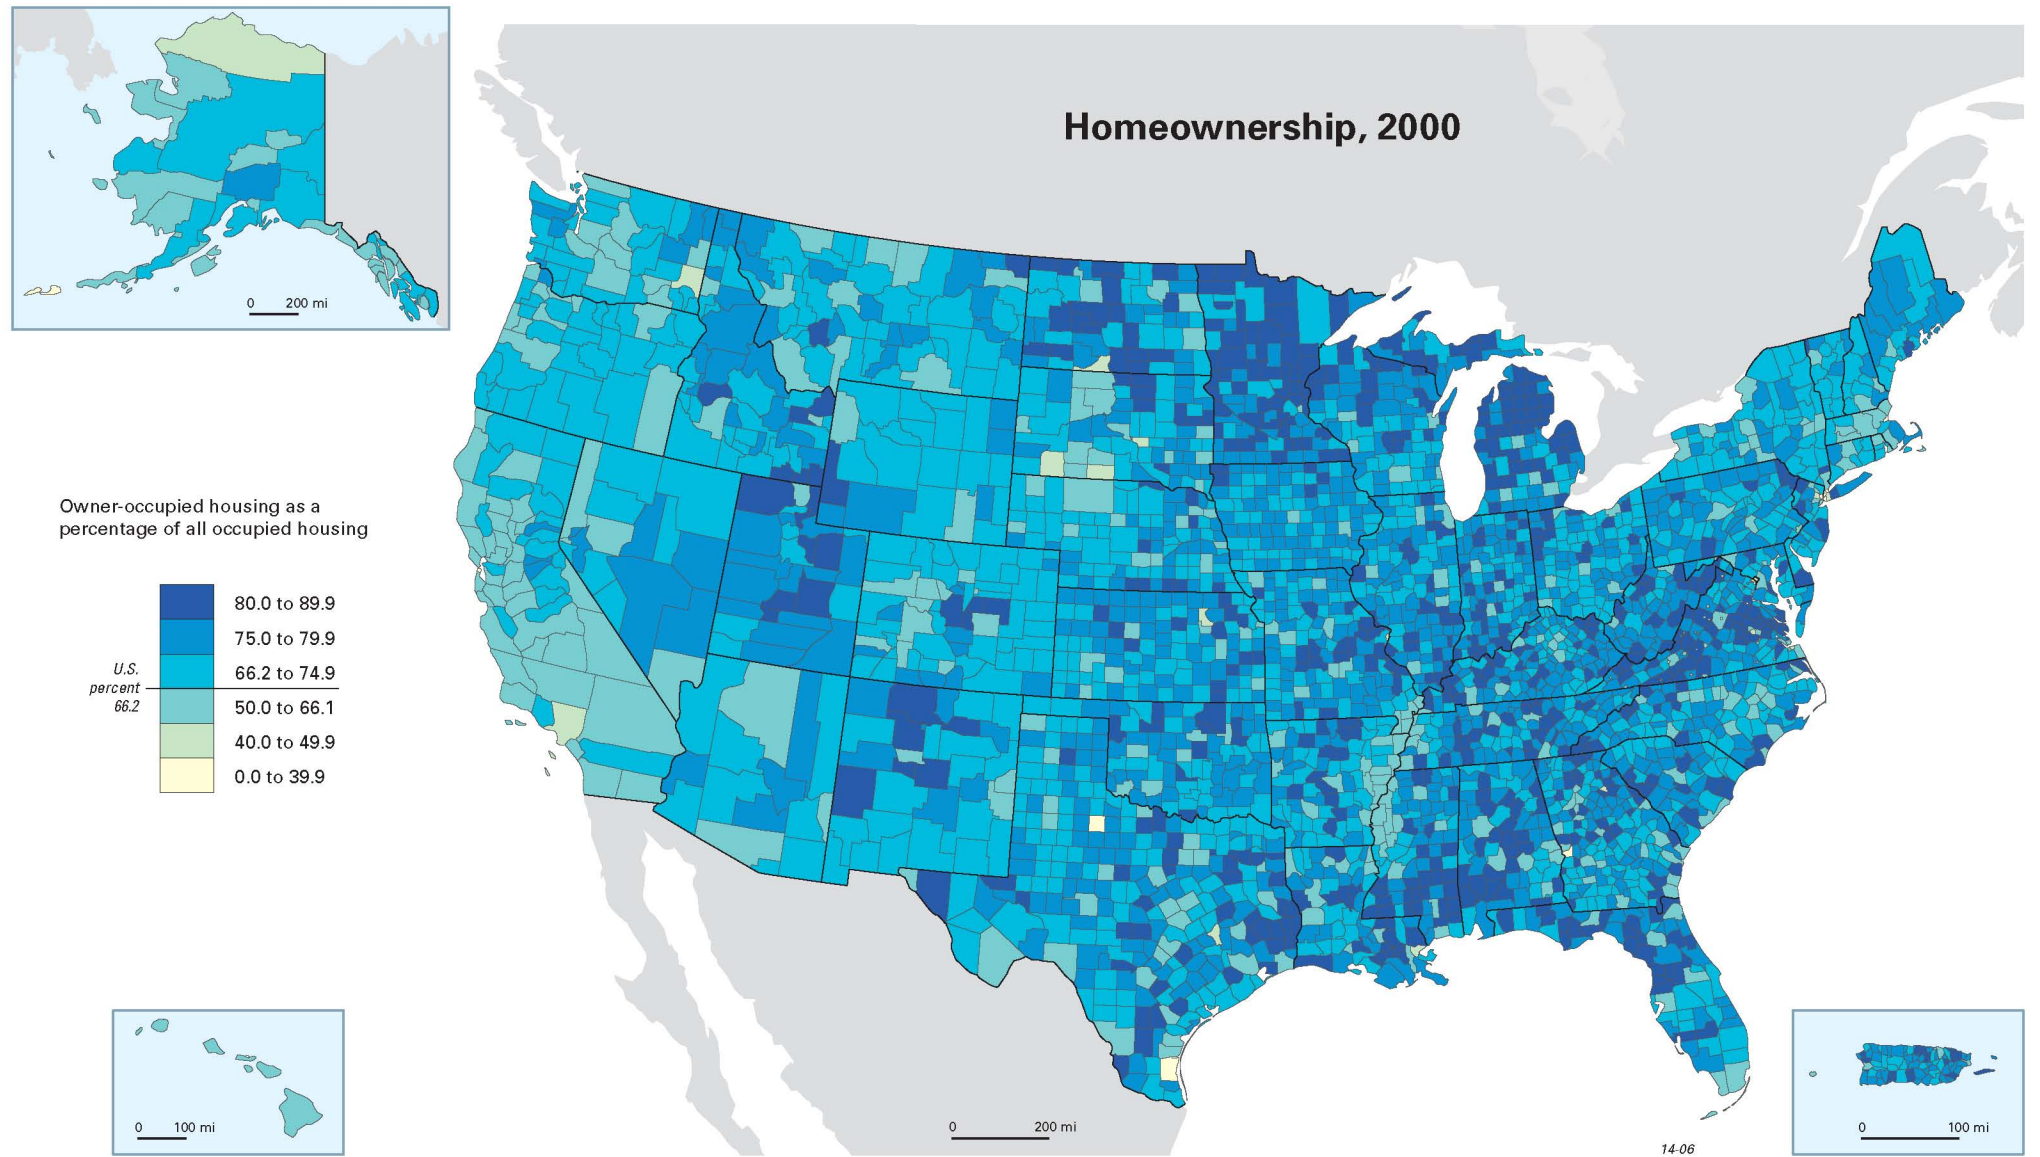 Homeownership, 2000
0 200 mi
Owner-occupied housing as a
percentage of all occupied housing
80.0 to 89.9
75.0 to 79.9
66.2 to 74.9
U.S.
percent
66.2
50.0 to 66.1
40.0 to 49.9
0.0 to 39.9
0 100 mi
0 200 mi
0 100 mi
14-06